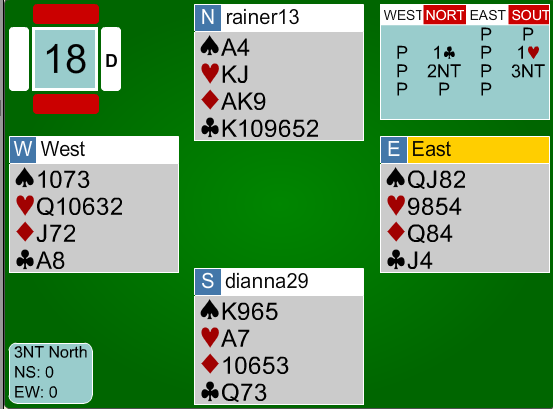 18 D
N rainer13
♠A4
♥KJ
♦AK9
♣K109652
WEST NORT EAST SOUT
P P
P 1♣ P 1♥
P 2NT P 3NT
P P P
W West
♠1073
♥Q10632
♦J72
♣A8
E East
♠QJ82
♥9854
♦Q84
♣J4
S dianna29
♠K965
♥A7
♦10653
♣Q73
3NT North
NS: 0
EW: 0